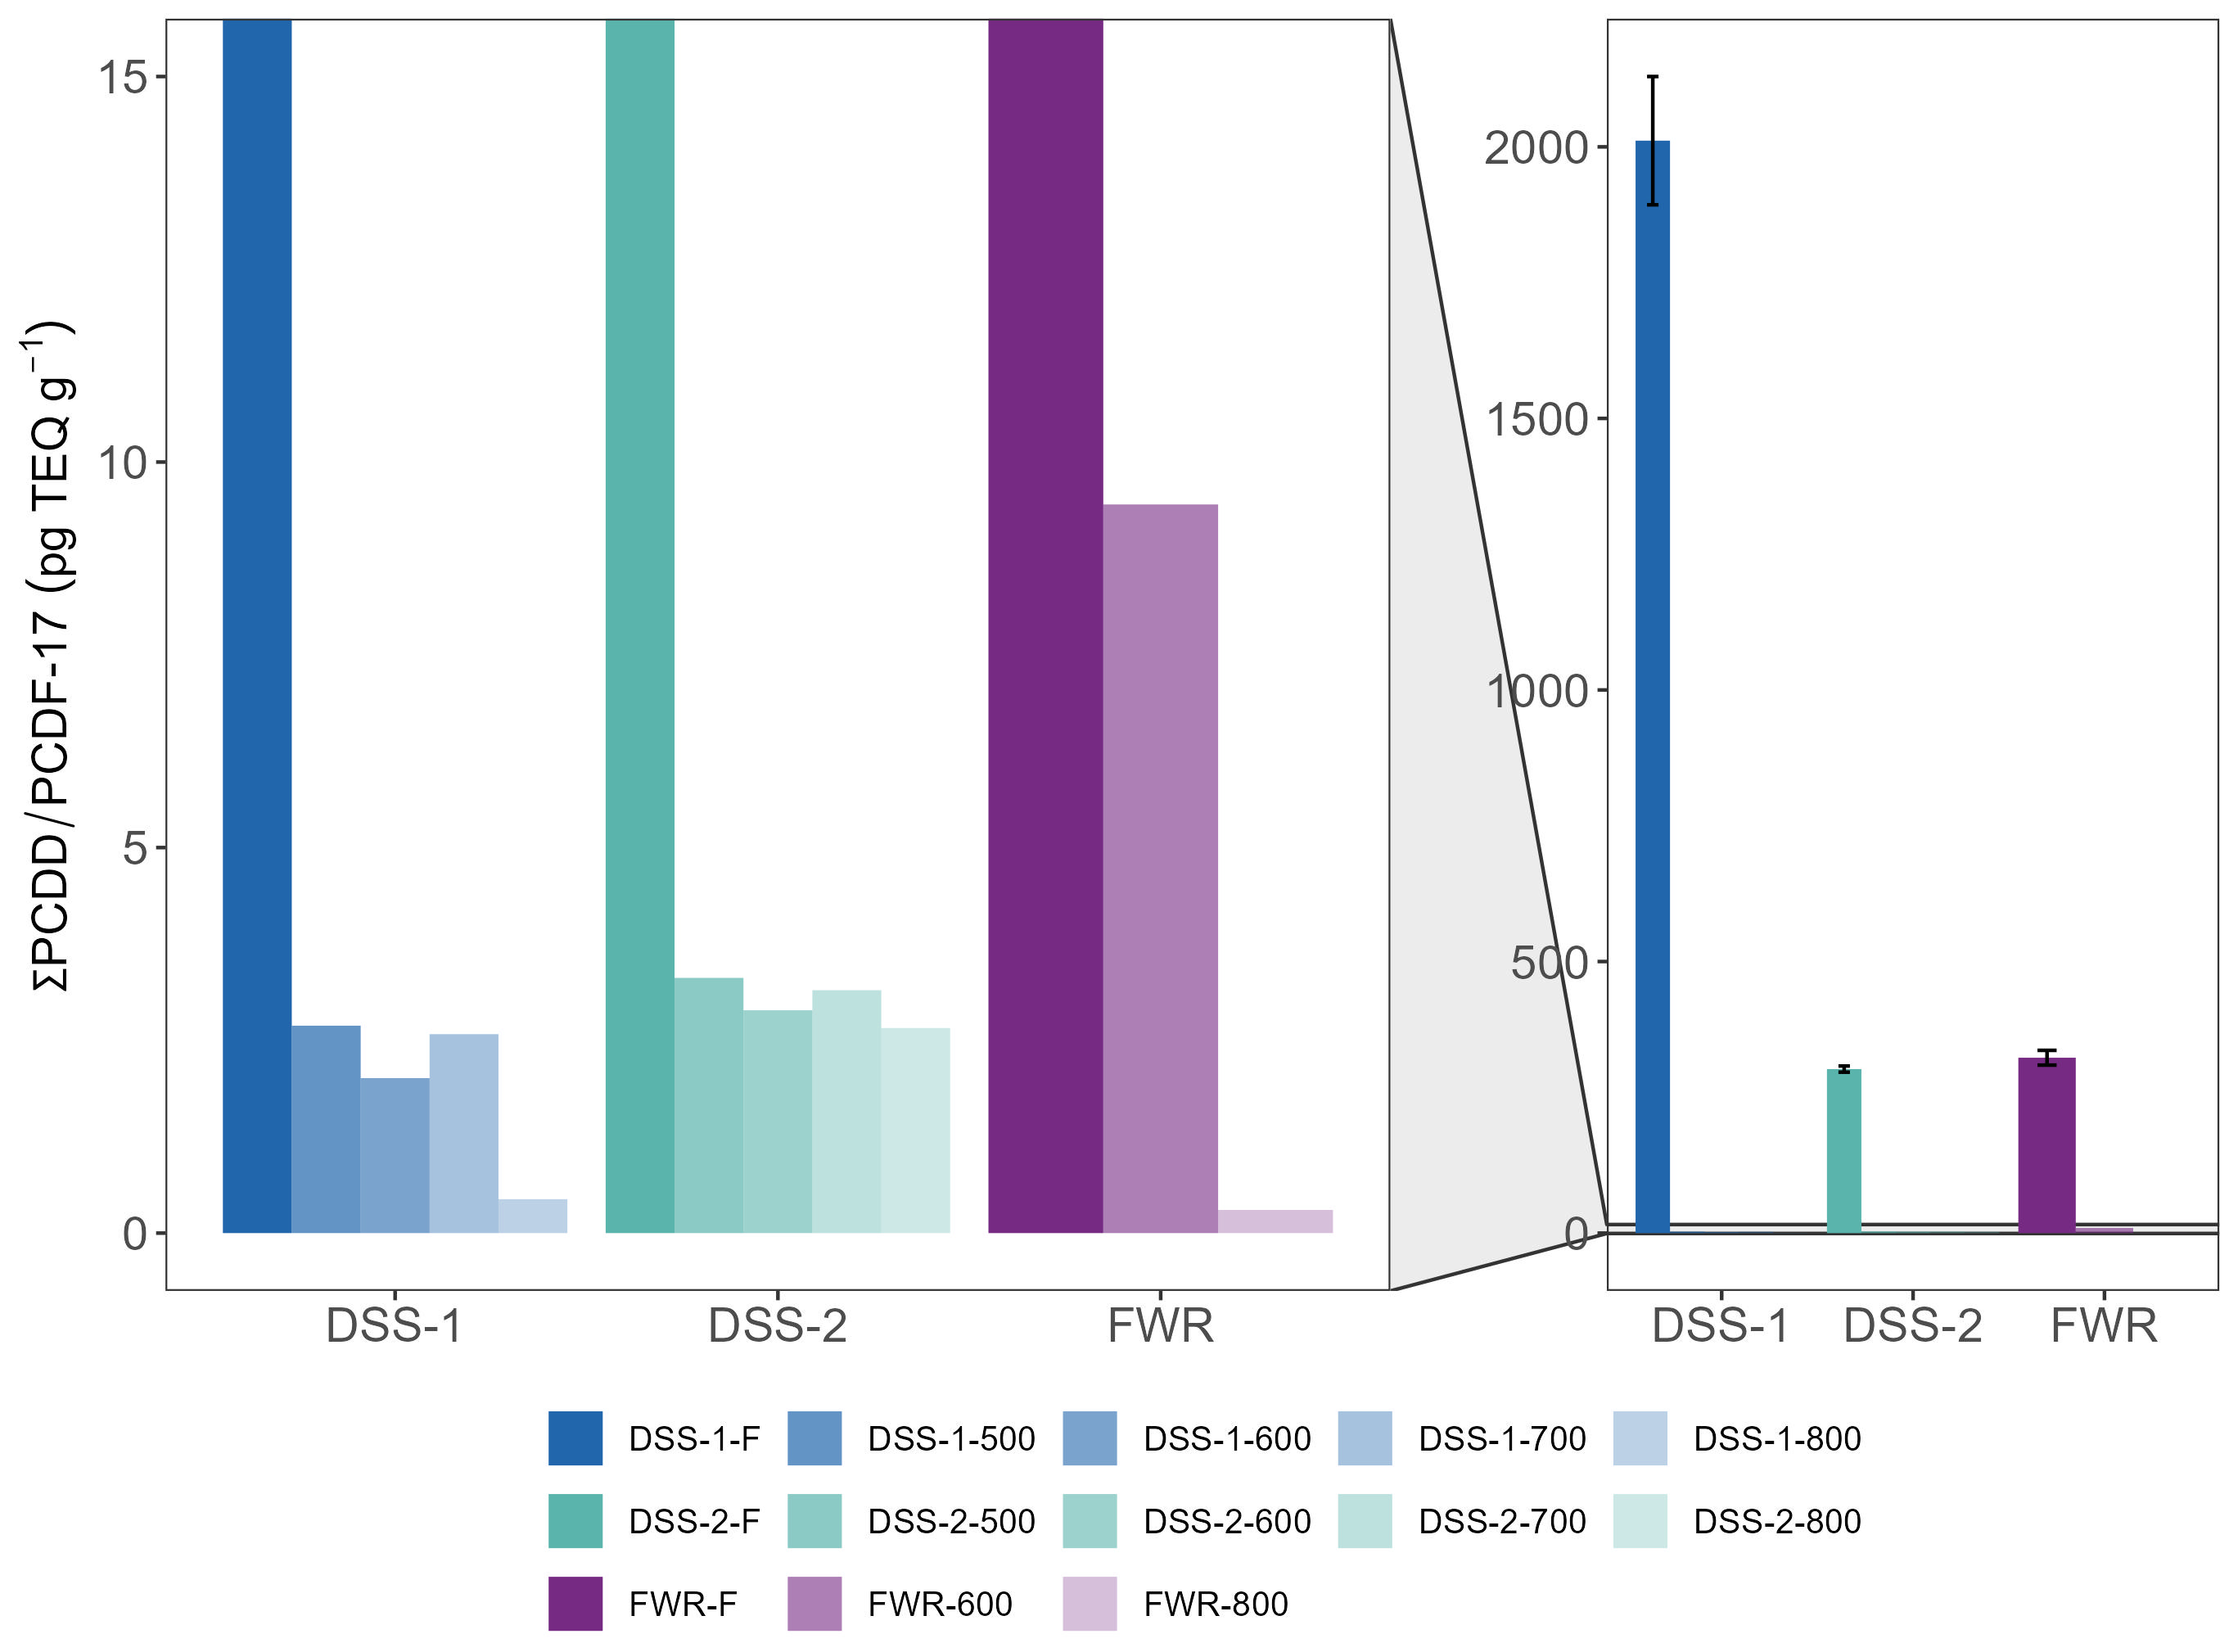 ΣPCDD/PCDF-17 (pg TEQ g⁻¹)
15
10
5
0
DSS-1 DSS-2 FWR
2000
1500
1000
500
0
DSS-1 DSS-2 FWR
DSS-1-F DSS-1-500 DSS-1-600 DSS-1-700 DSS-1-800
DSS-2-F DSS-2-500 DSS-2-600 DSS-2-700 DSS-2-800
FWR-F FWR-600 FWR-800